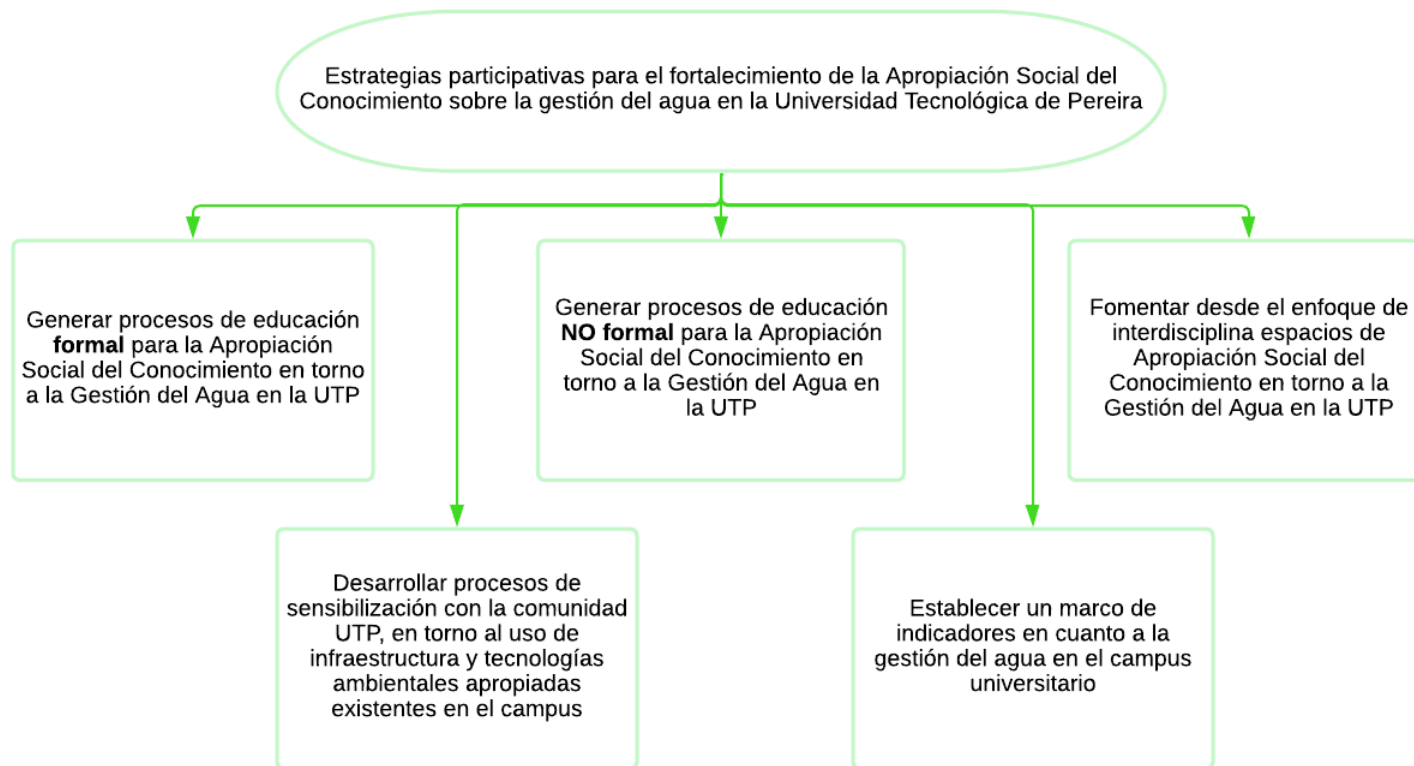 Estrategias participativas para el fortalecimiento de la Apropiación Social del
Conocimiento sobre la gestión del agua en la Universidad Tecnológica de Pereira
Generar procesos de educación
formal para la Apropiación
Social del Conocimiento en torno
a la Gestión del Agua en la UTP
Generar procesos de educación
NO formal para la Apropiación
Social del Conocimiento en
torno a la Gestión del Agua en
la UTP
Fomentar desde el enfoque de
interdisciplina espacios de
Apropiación Social del
Conocimiento en torno a la
Gestión del Agua en la UTP
Desarrollar procesos de
sensibilización con la comunidad
UTP, en torno al uso de
infraestructura y tecnologías
ambientales apropiadas
existentes en el campus
Establecer un marco de
indicadores en cuanto a la
gestión del agua en el campus
universitario